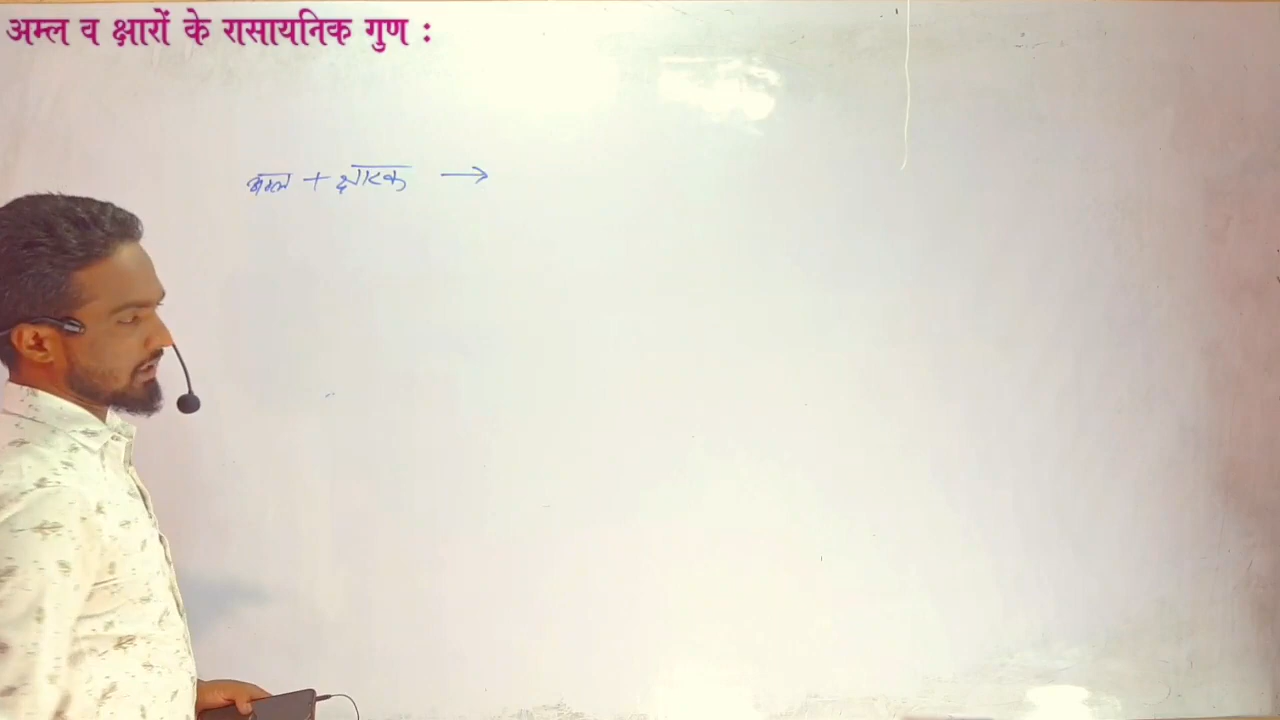 अम्ल व क्षारों के रासायनिक गुण :
अम्ल + क्षारक →